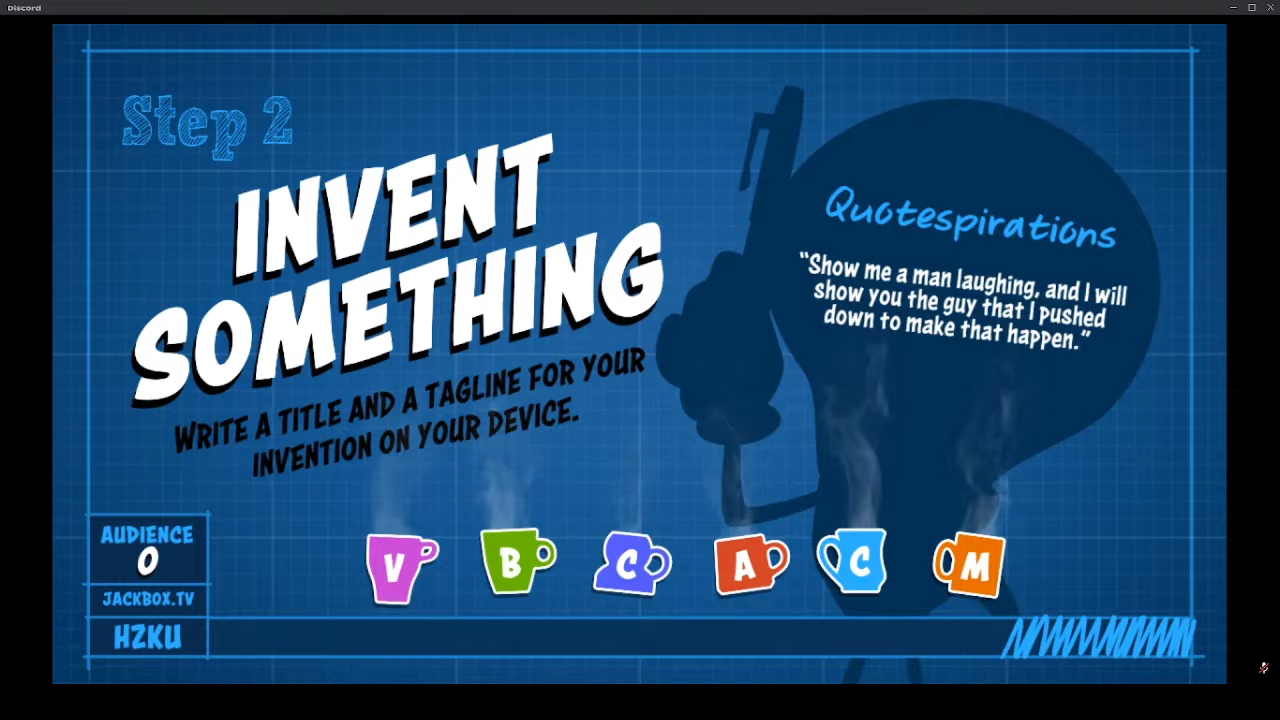 Discord
Step 2
INVENT
SOMETHING
WRITE A TITLE AND A TAGLINE FOR YOUR
INVENTION ON YOUR DEVICE.
Quotespirations
“Show me a man laughing, and I will
show you the guy that I pushed
down to make that happen.”
V B C A C M
AUDIENCE
0
JACKBOX.TV
HZKU